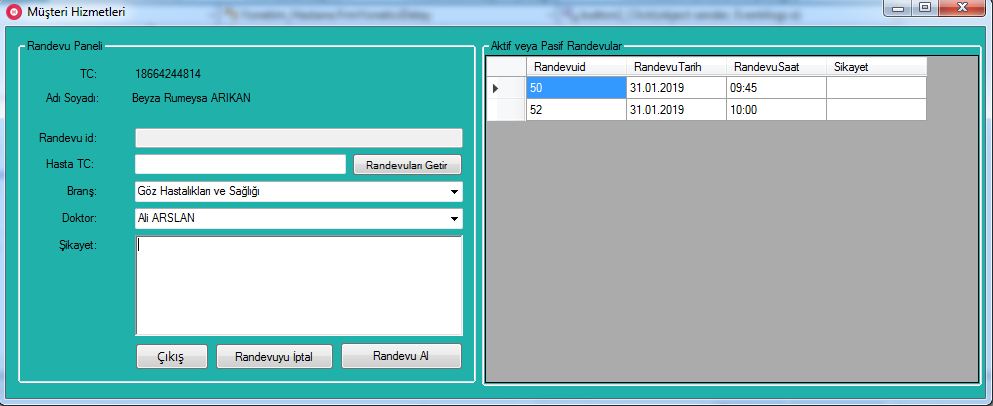 Müşteri Hizmetleri
Randevu Paneli
TC: 18664244814
Adı Soyadı: Beyza Rumeysa ARIKAN
Randevu id:
Hasta TC: Randevuları Getir
Branş: Göz Hastalıkları ve Sağlığı
Doktor: Ali ARSLAN
Şikayet:
Çıkış Randevuyu İptal Randevu Al
Aktif veya Pasif Randevular
Randevuid RandevuTarih RandevuSaat Sikayet
50 31.01.2019 09:45
52 31.01.2019 10:00